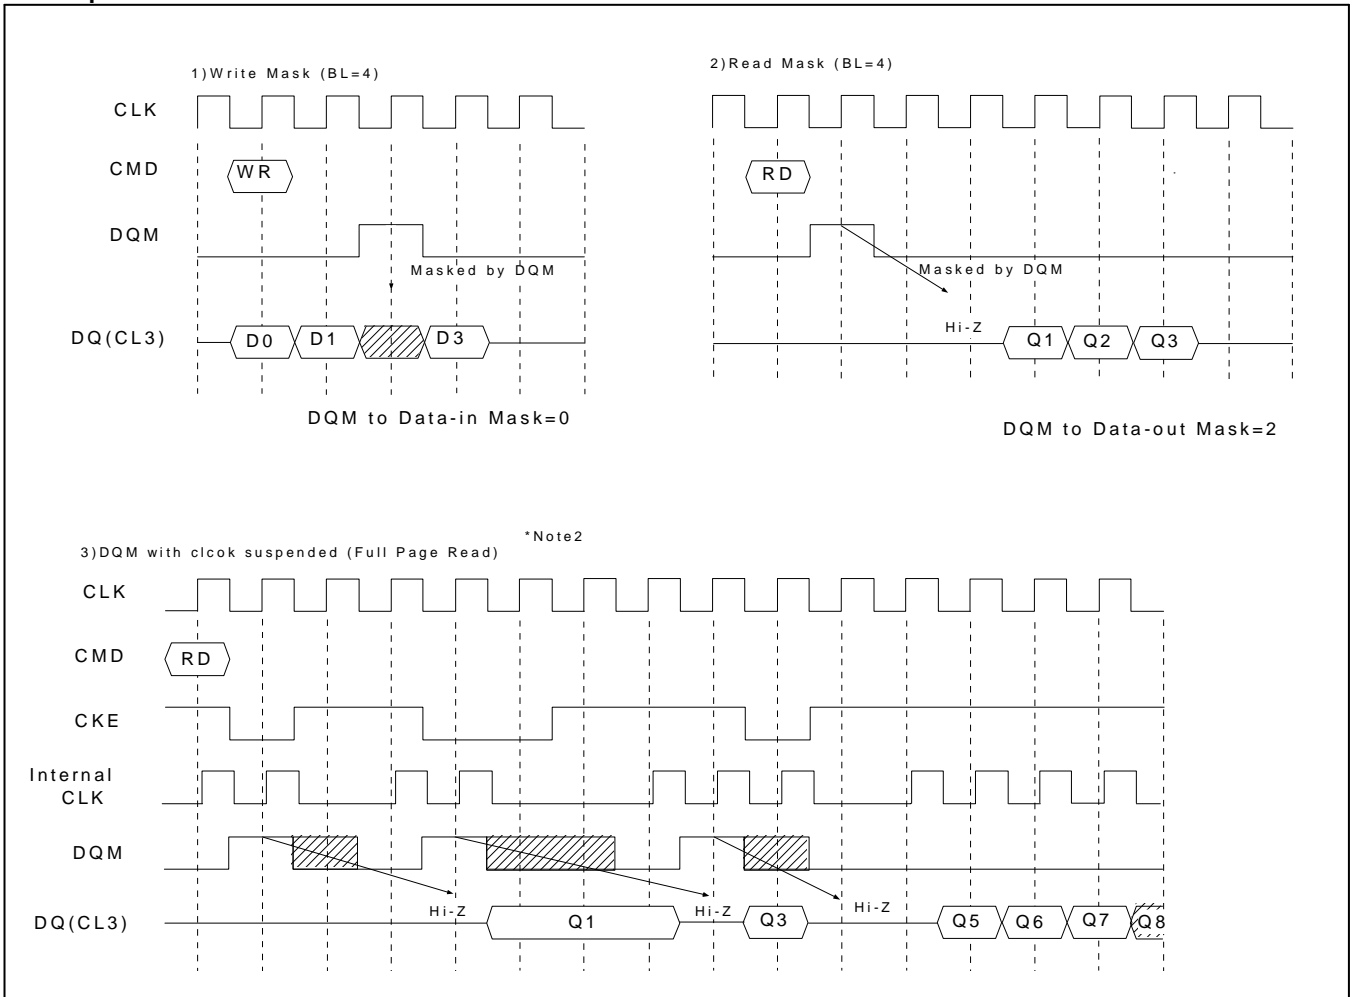 1)Write Mask (BL=4)
CLK
CMD
WR
DQM
Masked by DQM
DQ(CL3)
D0
D1
D3
DQM to Data-in Mask=0
2)Read Mask (BL=4)
RD
Masked by DQM
Hi-Z
Q1
Q2
Q3
DQM to Data-out Mask=2
*Note2
3)DQM with clcok suspended (Full Page Read)
CLK
CMD
RD
CKE
Internal
CLK
DQM
DQ(CL3)
Hi-Z
Q1
Hi-Z
Q3
Hi-Z
Q5
Q6
Q7
Q8